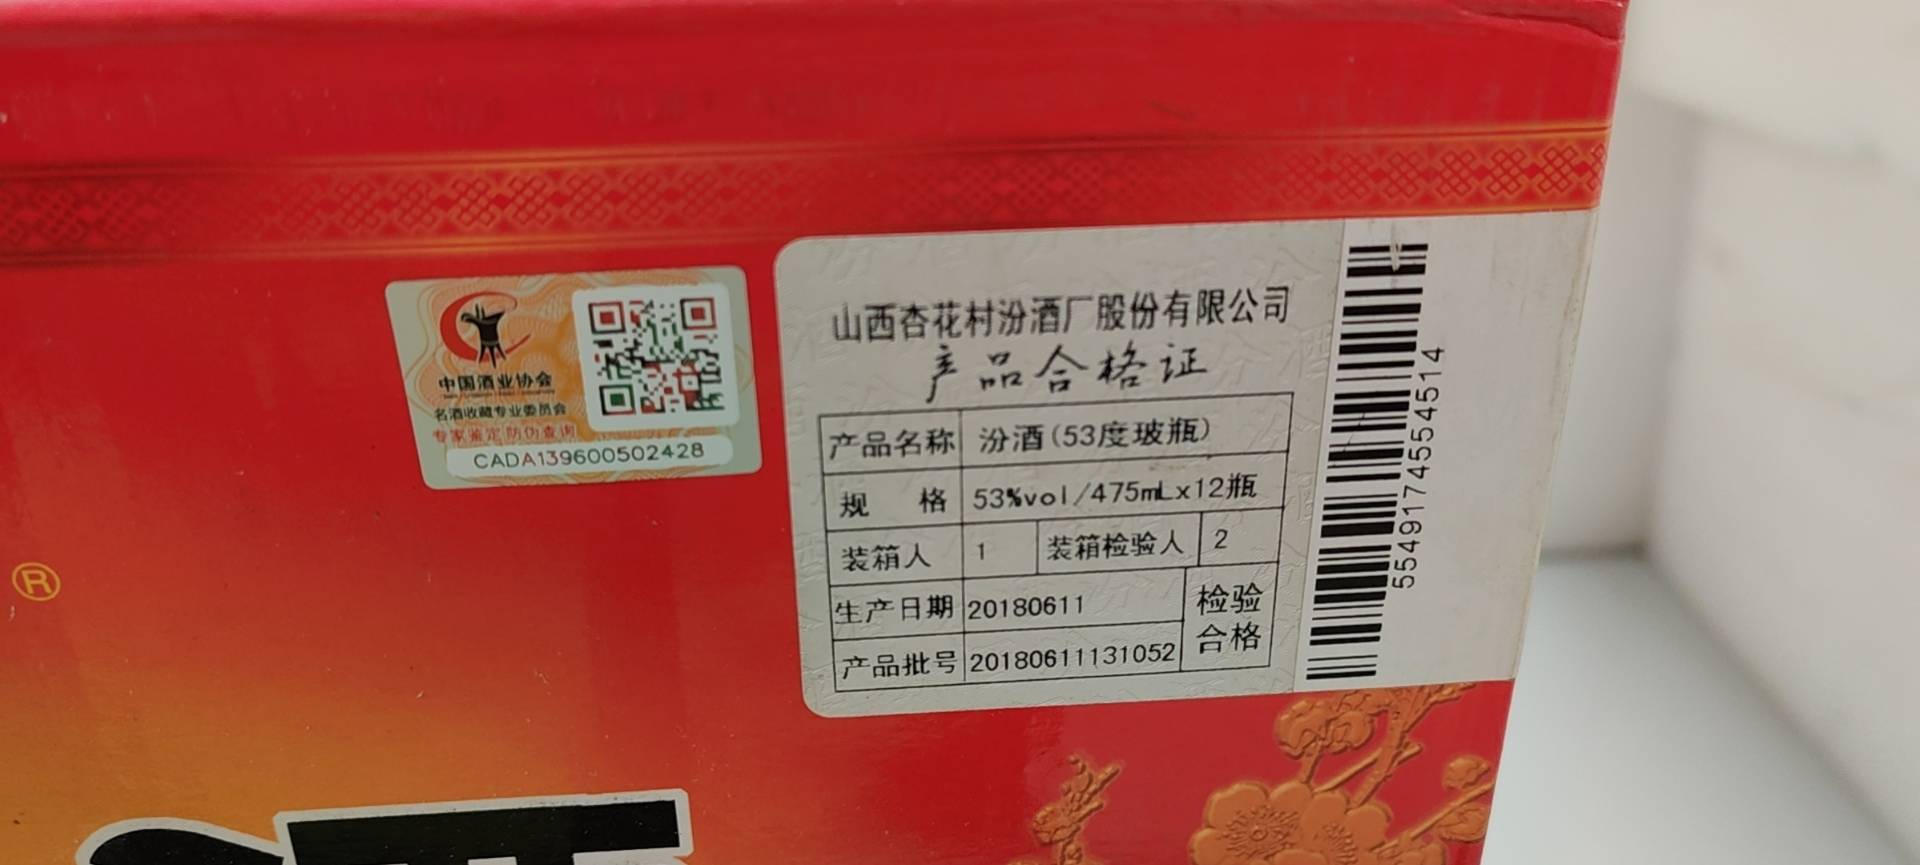 中国酒业协会
名酒收藏专业委员会
专家鉴定防伪查询
CADA139600502428
山西杏花村汾酒厂股份有限公司
产品合格证
产品名称 汾酒(53度玻瓶)
规 格 53%vol/475mLx12瓶
装箱人 1 装箱检验人 2
生产日期 20180611
检验合格
产品批号 20180611131052
5549174554514
®